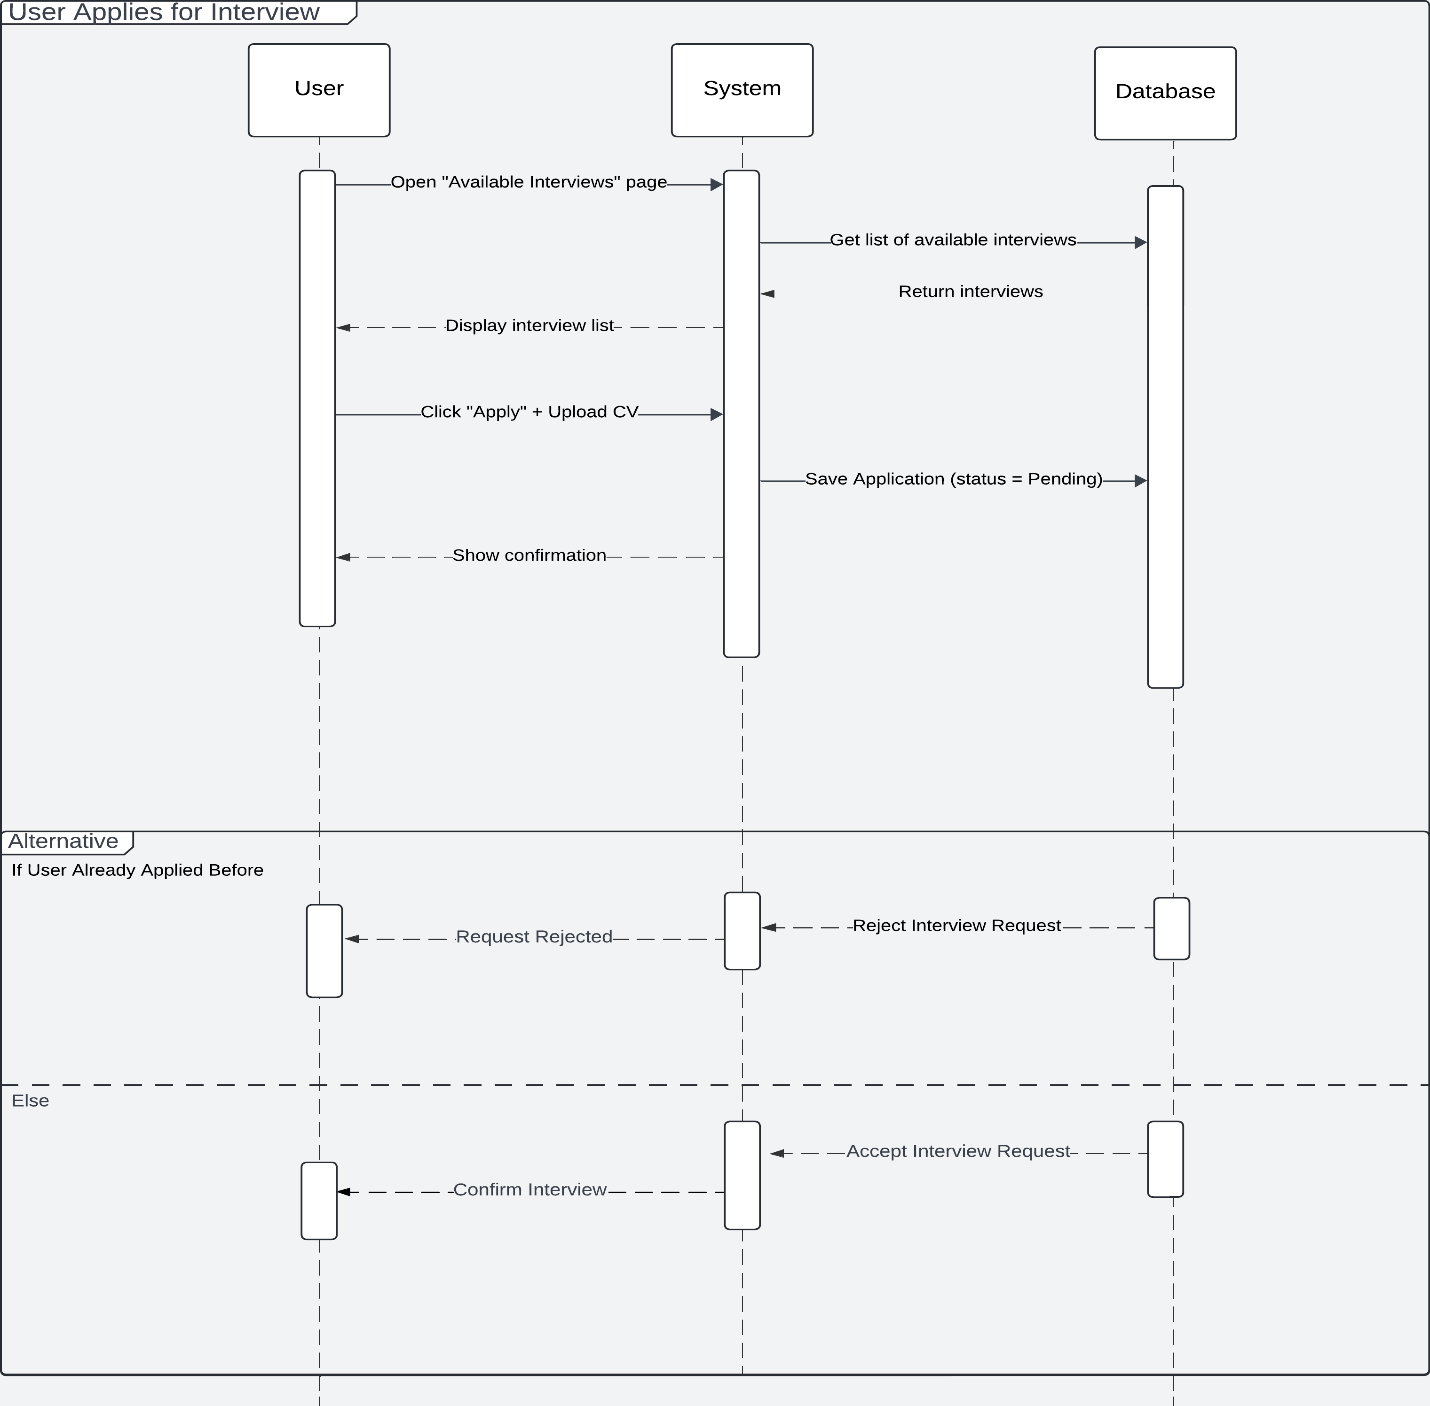 User Applies for Interview
User
System
Database
Open "Available Interviews" page
Get list of available interviews
Return interviews
Display interview list
Click "Apply" + Upload CV
Save Application (status = Pending)
Show confirmation
Alternative
If User Already Applied Before
Reject Interview Request
Request Rejected
Else
Accept Interview Request
Confirm Interview